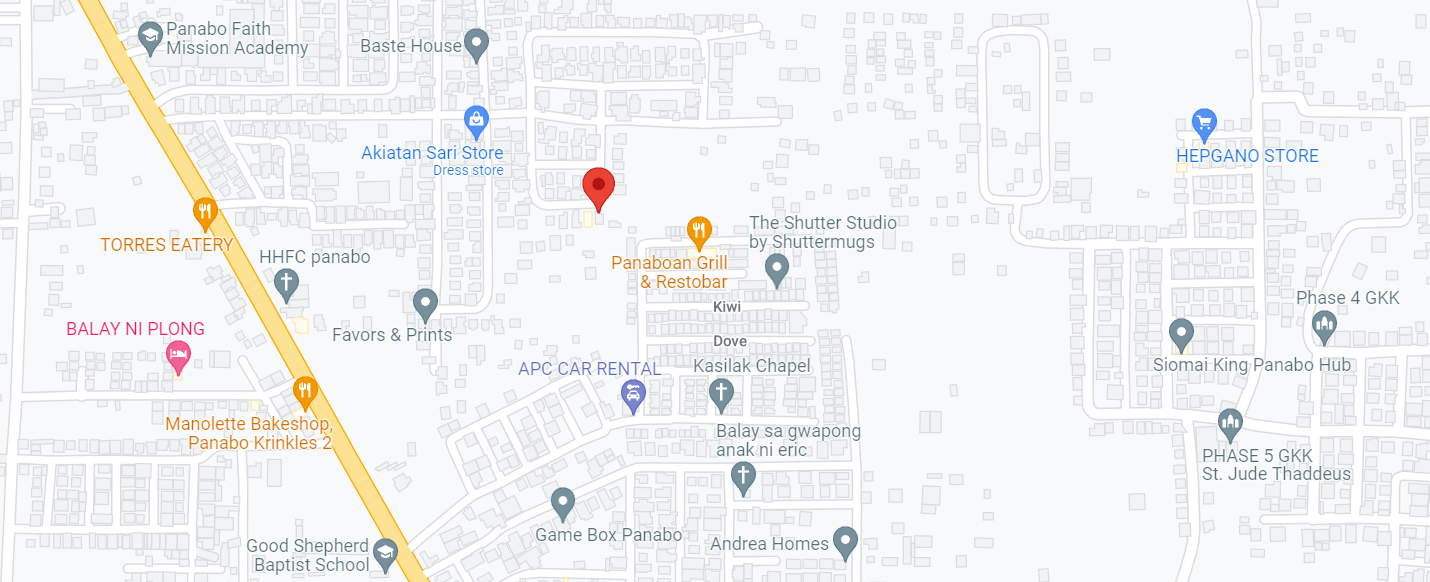 Panabo Faith
Mission Academy
Baste House
Akiatan Sari Store
Dress store
HEPGANO STORE
TORRES EATERY
HHFC panabo
The Shutter Studio
by Shuttermugs
Panaboan Grill
& Restobar
Kiwi
Phase 4 GKK
BALAY NI PLONG
Favors & Prints
Dove
APC CAR RENTAL
Kasilak Chapel
Siomai King Panabo Hub
Manolette Bakeshop,
Panabo Krinkles 2
Balay sa gwapong
anak ni eric
PHASE 5 GKK
St. Jude Thaddeus
Game Box Panabo
Andrea Homes
Good Shepherd
Baptist School